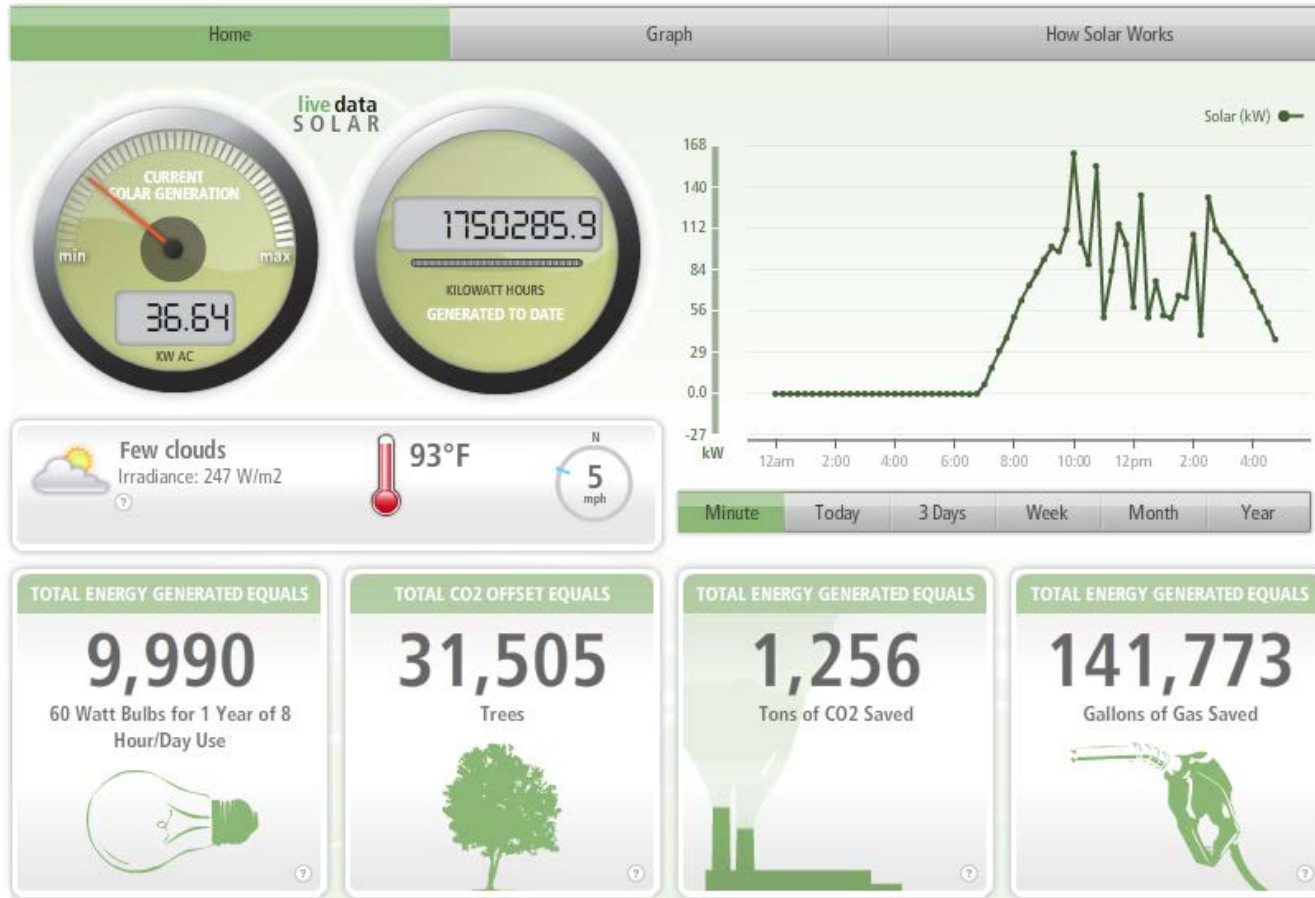 Home
Graph
How Solar Works
live data
SOLAR
CURRENT
SOLAR GENERATION
min
max
36.64
KW AC
1750285.9
KILOWATT HOURS
GENERATED TO DATE
Solar (kW)
168
140
112
84
56
29
0.0
-27
kW
12am 2:00 4:00 6:00 8:00 10:00 12pm 2:00 4:00
Few clouds
Irradiance: 247 W/m2
?
93°F
N
5
mph
Minute
Today
3 Days
Week
Month
Year
TOTAL ENERGY GENERATED EQUALS
9,990
60 Watt Bulbs for 1 Year of 8
Hour/Day Use
?
TOTAL CO2 OFFSET EQUALS
31,505
Trees
?
TOTAL ENERGY GENERATED EQUALS
1,256
Tons of CO2 Saved
?
TOTAL ENERGY GENERATED EQUALS
141,773
Gallons of Gas Saved
?